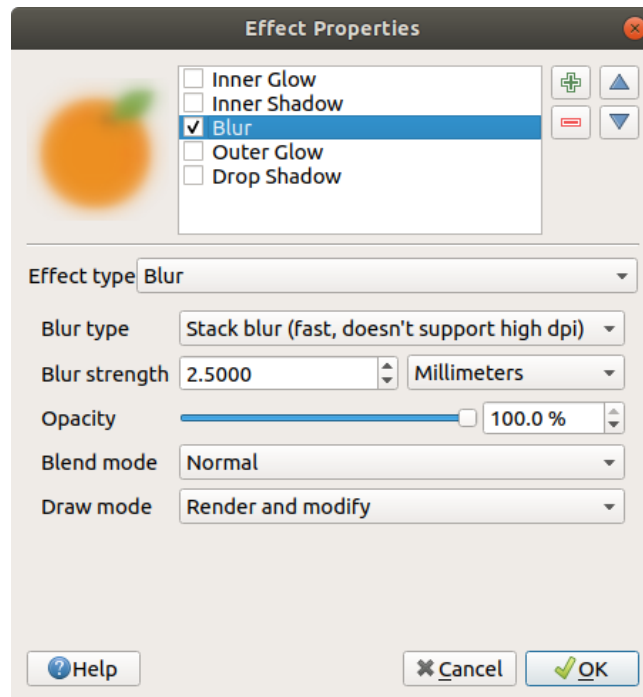 Effect Properties
Inner Glow
Inner Shadow
Blur
Outer Glow
Drop Shadow
Effect type Blur
Blur type Stack blur (fast, doesn't support high dpi)
Blur strength 2.5000 Millimeters
Opacity 100.0 %
Blend mode Normal
Draw mode Render and modify
Help Cancel OK